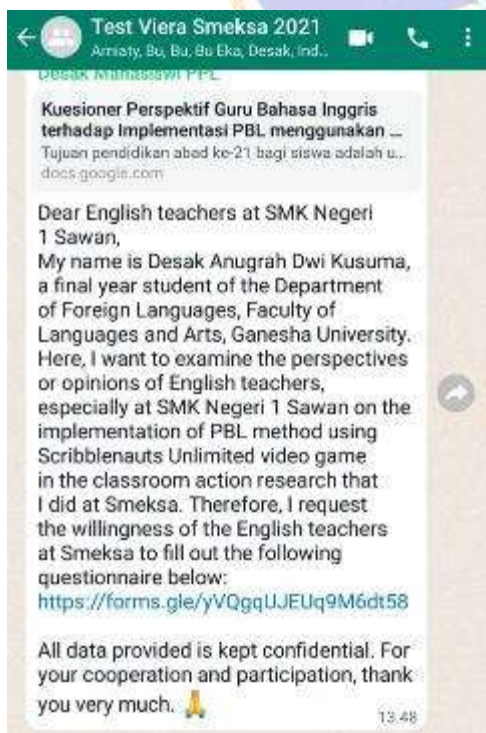 Test Viera Smeksa 2021
Arniaty, Bu, Bu, Bu Eka, Desak, Ind...
Desak Mahasiswi PPL
Kuesioner Perspektif Guru Bahasa Inggris
terhadap Implementasi PBL menggunakan ...
Tujuan pendidikan abad ke-21 bagi siswa adalah u...
docs.google.com
Dear English teachers at SMK Negeri
1 Sawan,
My name is Desak Anugrah Dwi Kusuma,
a final year student of the Department
of Foreign Languages, Faculty of
Languages and Arts, Ganesha University.
Here, I want to examine the perspectives
or opinions of English teachers,
especially at SMK Negeri 1 Sawan on the
implementation of PBL method using
Scribblenauts Unlimited video game
in the classroom action research that
I did at Smeksa. Therefore, I request
the willingness of the English teachers
at Smeksa to fill out the following
questionnaire below:
https://forms.gle/yVQgqUJEUq9M6dt58
All data provided is kept confidential. For
your cooperation and participation, thank
you very much. 🙏
13.48